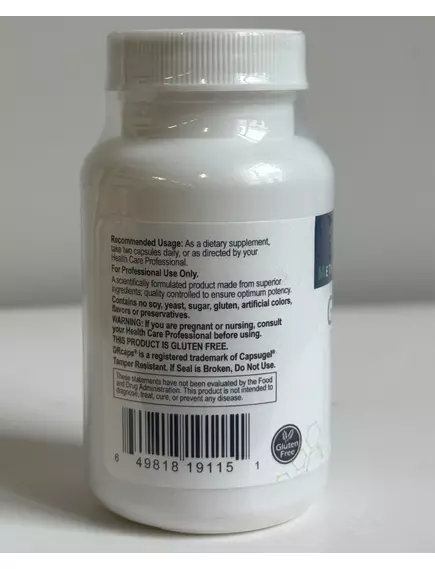 Recommended Usage: As a dietary supplement,
take two capsules daily, or as directed by your
Health Care Professional.
For Professional Use Only.
A scientifically formulated product made from superior
ingredients; quality controlled to ensure optimum potency.
Contains no soy, yeast, sugar, gluten, artificial colors,
flavors or preservatives.
WARNING: If you are pregnant or nursing, consult
your Health Care Professional before using.
THIS PRODUCT IS GLUTEN FREE.
DRcaps® is a registered trademark of Capsugel®
Tamper Resistant. If Seal is Broken, Do Not Use.
These statements have not been evaluated by the Food
and Drug Administration. This product is not intended to
diagnose, treat, cure, or prevent any disease.
Gluten
Free
6 49818 19115 1